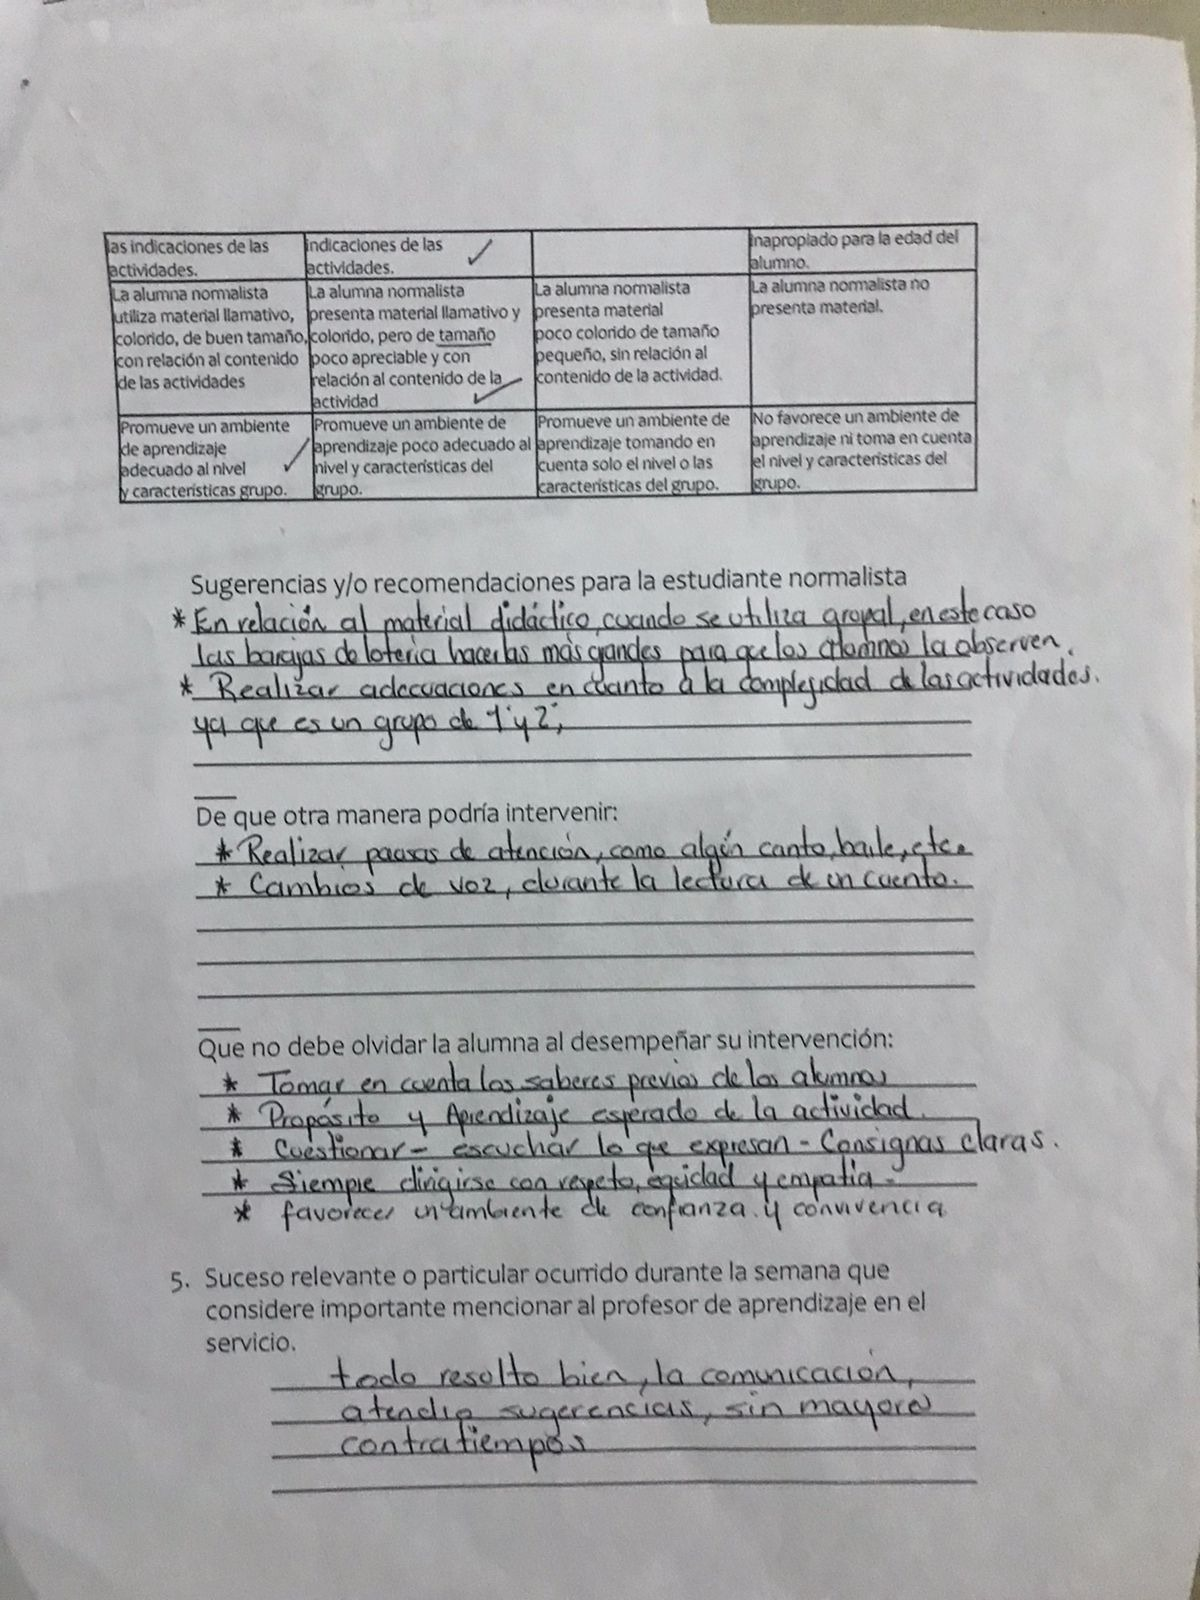 las indicaciones de las
actividades.
indicaciones de las
actividades.
inapropiado para la edad del
alumno.
La alumna normalista
utiliza material llamativo,
colorido, de buen tamaño,
con relación al contenido
de las actividades
La alumna normalista
presenta material llamativo y
colorido, pero de tamaño
poco apreciable y con
relación al contenido de la
actividad
La alumna normalista
presenta material
poco colorido de tamaño
pequeño, sin relación al
contenido de la actividad.
La alumna normalista no
presenta material.
Promueve un ambiente
de aprendizaje
adecuado al nivel
y características grupo.
Promueve un ambiente de
aprendizaje poco adecuado al
nivel y características del
grupo.
Promueve un ambiente de
aprendizaje tomando en
cuenta solo el nivel o las
características del grupo.
No favorece un ambiente de
aprendizaje ni toma en cuenta
el nivel y características del
grupo.
Sugerencias y/o recomendaciones para la estudiante normalista
* En relación al material didáctico, cuando se utiliza gropal, en este caso
las barajas de lotería hacerlas más grandes para que los alumnos la observen.
* Realizar adecuaciones en cuanto a la complejidad de las actividades.
ya que es un grupo de 1° y 2°,
De que otra manera podría intervenir:
* Realizar pausas de atención, como algún canto, baile, etc.
* Cambios de voz, durante la lectura de un cuento.
Que no debe olvidar la alumna al desempeñar su intervención:
* Tomar en cuenta los saberes previos de los alumnos
* Propósito y Aprendizaje esperado de la actividad.
* Cuestionar - escuchar lo que expresan - Consignas claras.
* Siempre dirigirse con respeto, equidad y empatía -
* favorecer un ambiente de confianza y convivencia
5. Suceso relevante o particular ocurrido durante la semana que
considere importante mencionar al profesor de aprendizaje en el
servicio.
todo resolto bien, la comunicación,
atendio sugerencias, sin mayores
contratiempos